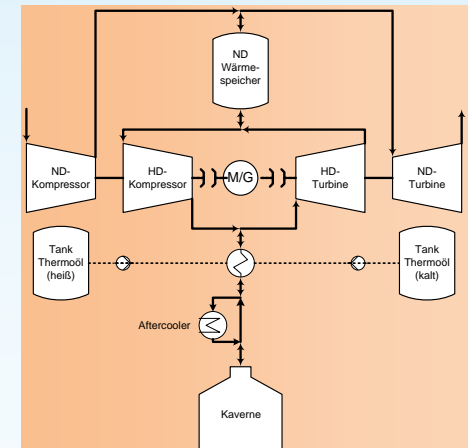 ND
Wärme-
speicher
ND-
Kompressor
HD-
Kompressor
M/G
HD-
Turbine
ND-
Turbine
Tank
Thermoöl
(heiß)
Tank
Thermoöl
(kalt)
Aftercooler
Kaverne